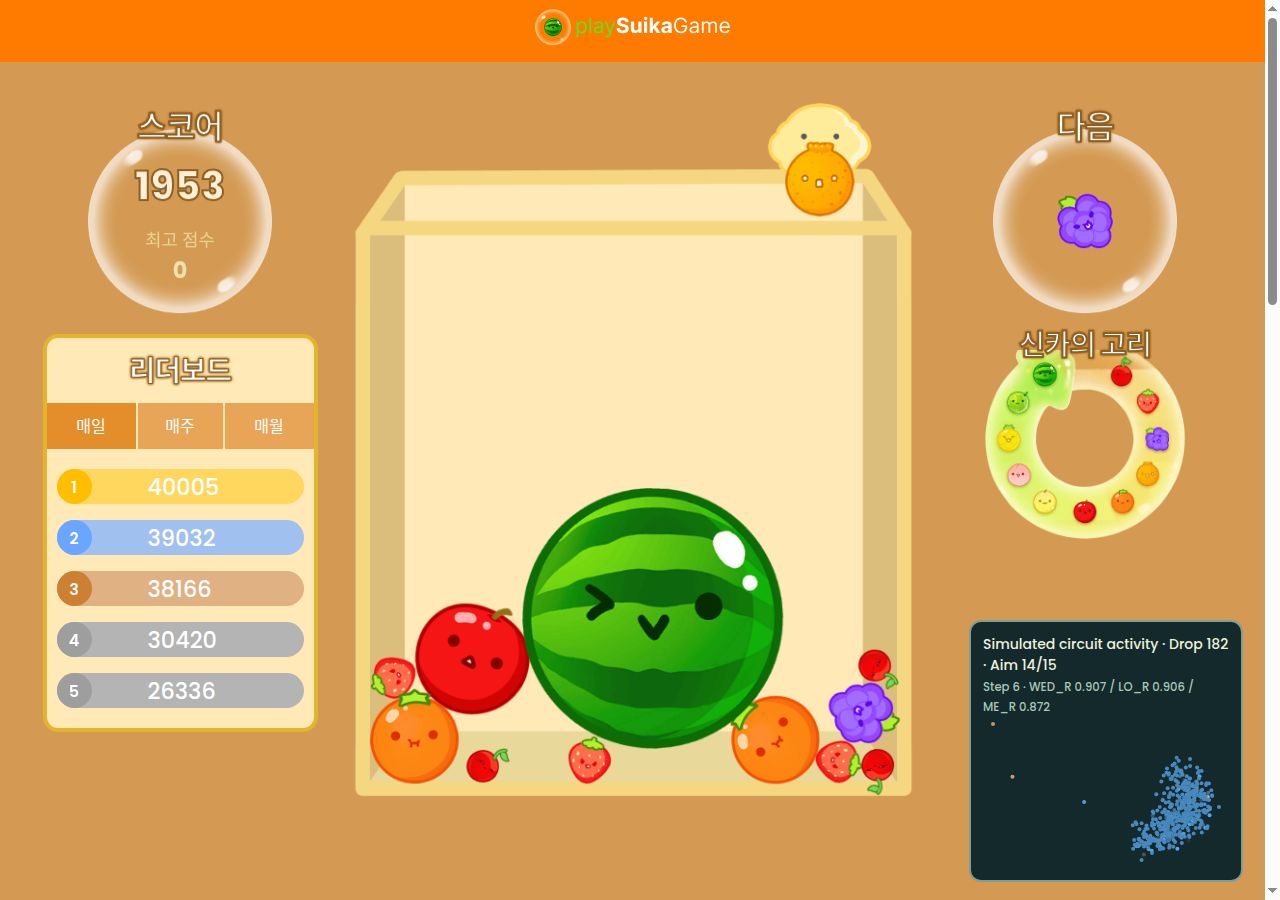 playSuikaGame
스코어
1953
최고 점수
0
리더보드
매일 매주 매월
1 40005
2 39032
3 38166
4 30420
5 26336
다음
신카의 고리
Simulated circuit activity · Drop 182
· Aim 14/15
Step 6 · WED_R 0.907 / LO_R 0.906 /
ME_R 0.872